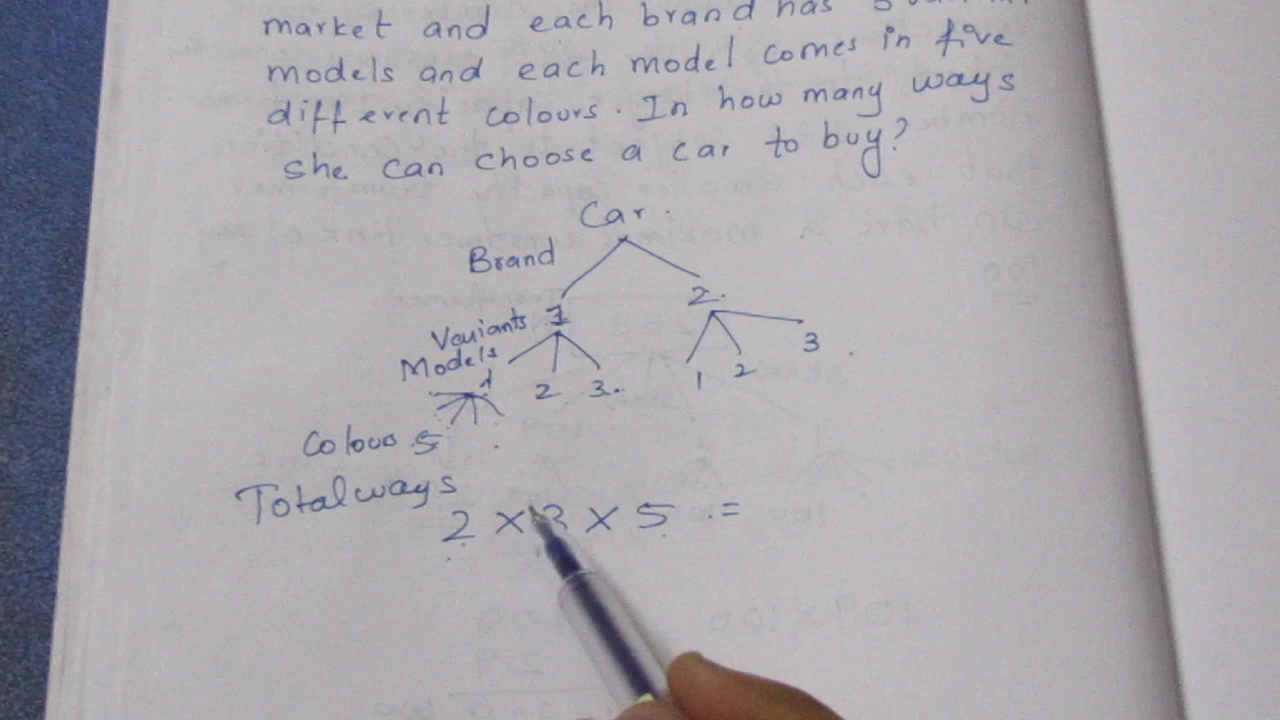 market and each brand has
models and each model comes in five
different colours. In how many ways
she can choose a car to buy?
Car.
Brand
1 2.
Variants
Models
1 2 3. 1 2 3
Colour 5
Total ways
2 × 3 × 5 =